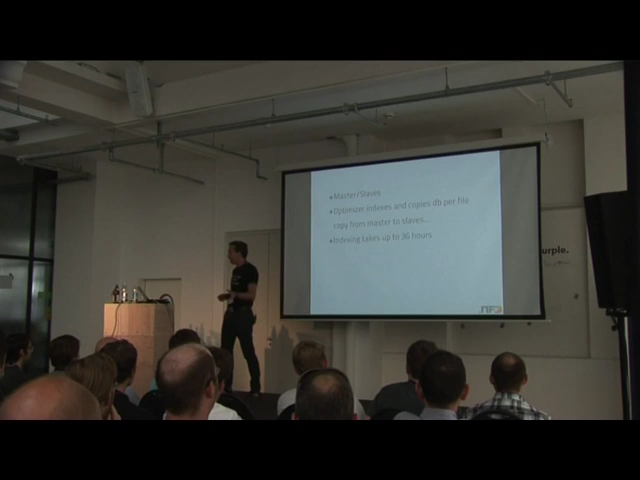 Master/Slaves
Optimizer indexes and copies db per file
copy from master to slaves...
Indexing takes up to 36 hours
urple.